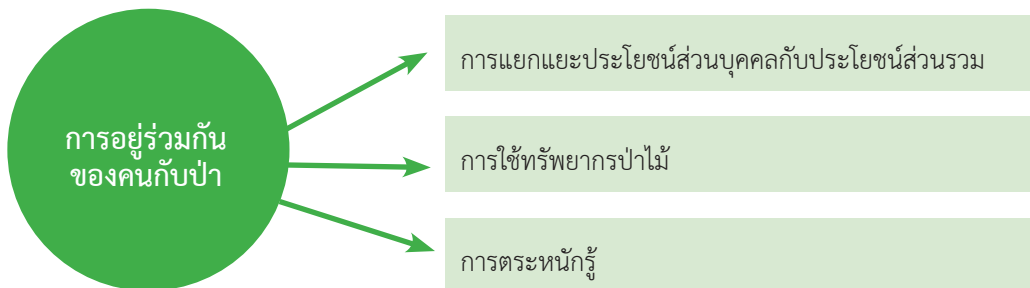 การอยู่ร่วมกัน
ของคนกับป่า
การแยกแยะประโยชน์ส่วนบุคคลกับประโยชน์ส่วนรวม
การใช้ทรัพยากรป่าไม้
การตระหนักรู้